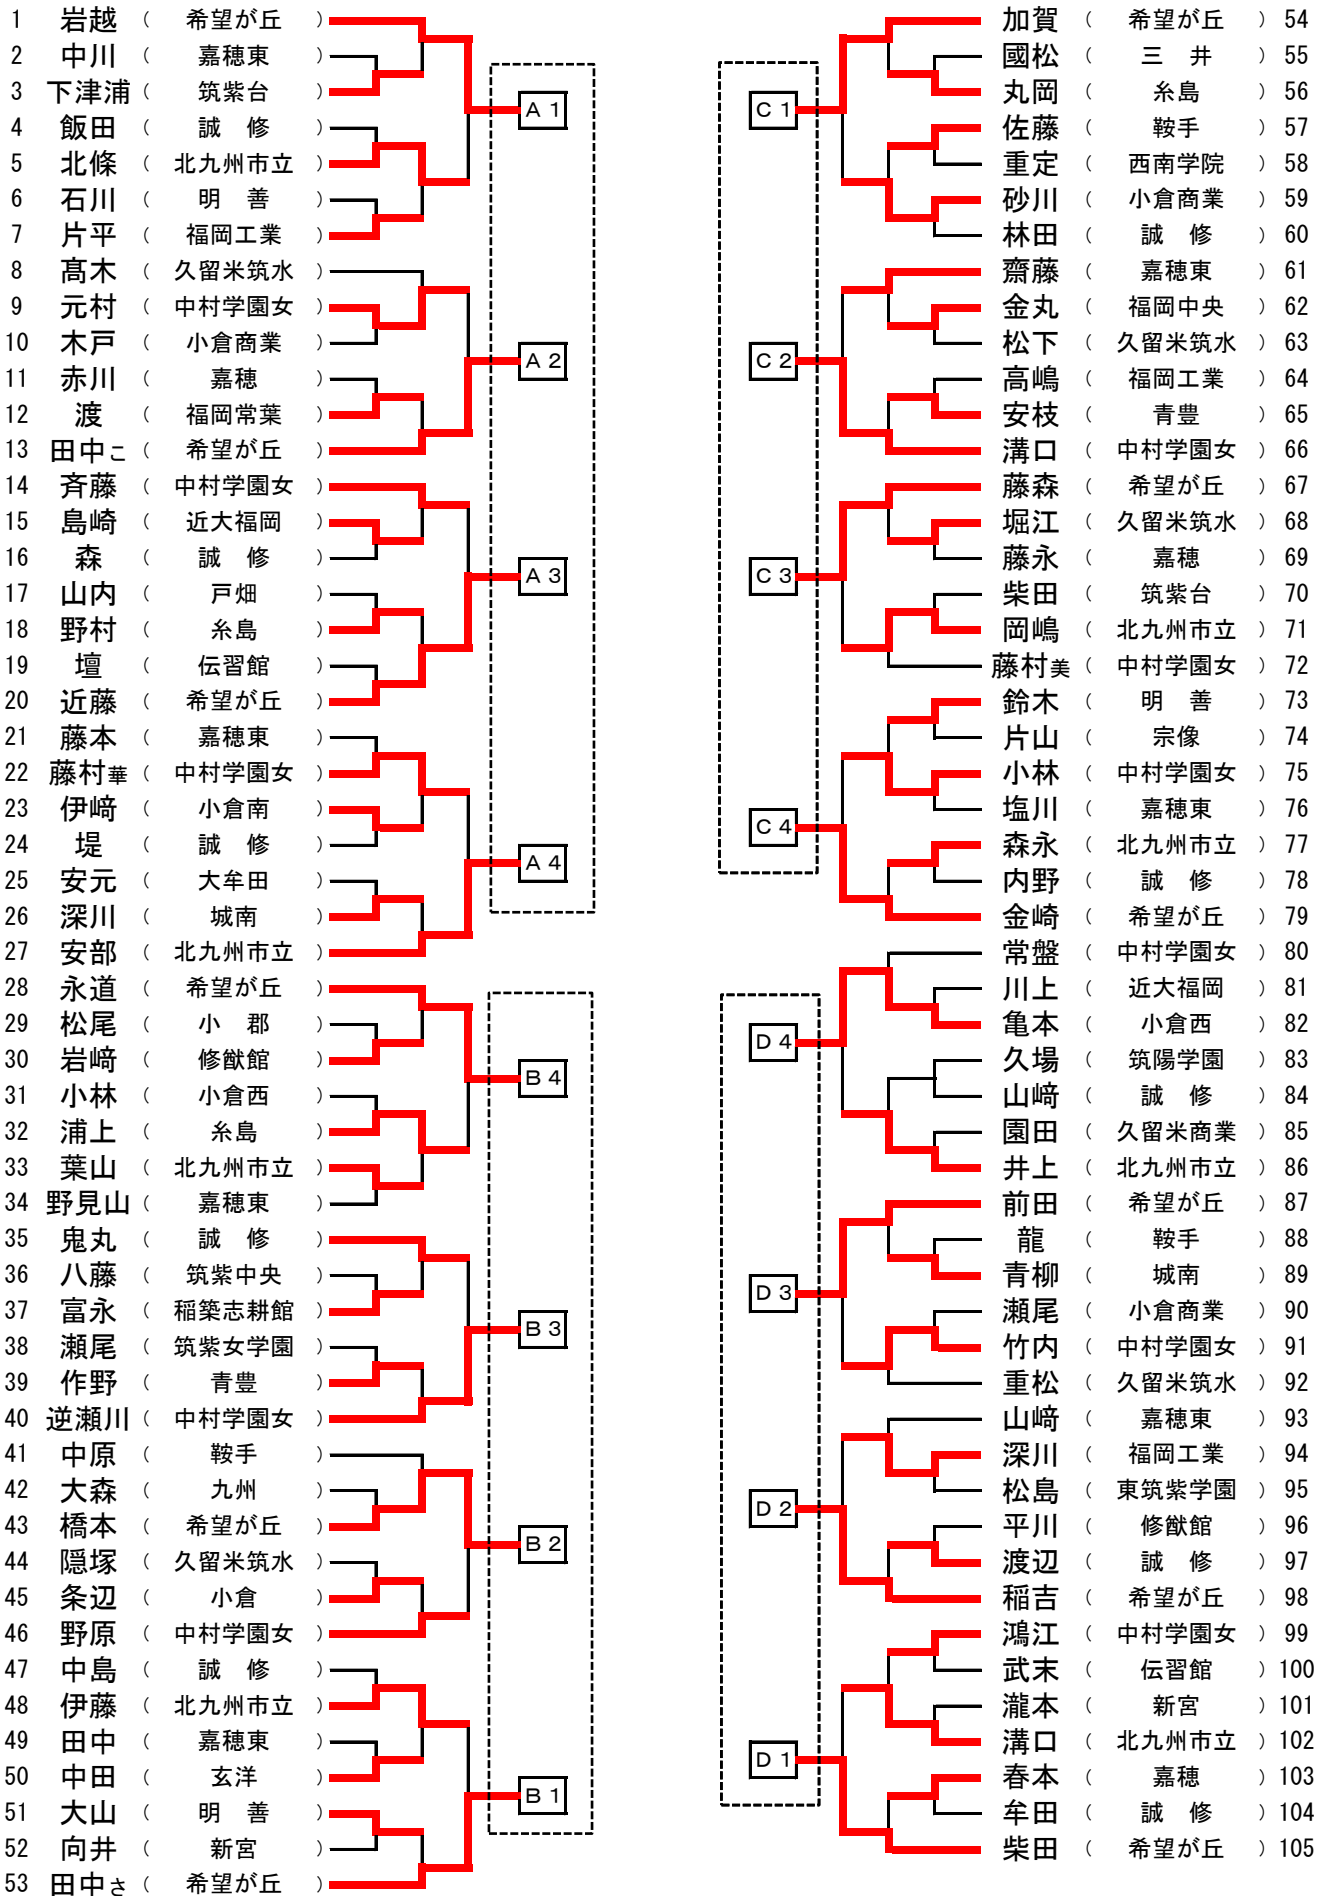 1 岩越 （ 希望が丘 ）
2 中川 （ 嘉穂東 ）
3 下津浦 （ 筑紫台 ）
4 飯田 （ 誠　修 ）
5 北條 （ 北九州市立 ）
6 石川 （ 明　善 ）
7 片平 （ 福岡工業 ）
8 髙木 （ 久留米筑水 ）
9 元村 （ 中村学園女 ）
10 木戸 （ 小倉商業 ）
11 赤川 （ 嘉穂 ）
12 渡 （ 福岡常葉 ）
13 田中こ （ 希望が丘 ）
14 斉藤 （ 中村学園女 ）
15 島崎 （ 近大福岡 ）
16 森 （ 誠　修 ）
17 山内 （ 戸畑 ）
18 野村 （ 糸島 ）
19 壇 （ 伝習館 ）
20 近藤 （ 希望が丘 ）
21 藤本 （ 嘉穂東 ）
22 藤村華 （ 中村学園女 ）
23 伊﨑 （ 小倉南 ）
24 堤 （ 誠　修 ）
25 安元 （ 大牟田 ）
26 深川 （ 城南 ）
27 安部 （ 北九州市立 ）
28 永道 （ 希望が丘 ）
29 松尾 （ 小　郡 ）
30 岩﨑 （ 修猷館 ）
31 小林 （ 小倉西 ）
32 浦上 （ 糸島 ）
33 葉山 （ 北九州市立 ）
34 野見山 （ 嘉穂東 ）
35 鬼丸 （ 誠　修 ）
36 八藤 （ 筑紫中央 ）
37 富永 （ 稲築志耕館 ）
38 瀬尾 （ 筑紫女学園 ）
39 作野 （ 青豊 ）
40 逆瀬川 （ 中村学園女 ）
41 中原 （ 鞍手 ）
42 大森 （ 九州 ）
43 橋本 （ 希望が丘 ）
44 隠塚 （ 久留米筑水 ）
45 条辺 （ 小倉 ）
46 野原 （ 中村学園女 ）
47 中島 （ 誠　修 ）
48 伊藤 （ 北九州市立 ）
49 田中 （ 嘉穂東 ）
50 中田 （ 玄洋 ）
51 大山 （ 明　善 ）
52 向井 （ 新宮 ）
53 田中さ （ 希望が丘 ）
A 1
A 2
A 3
A 4
B 4
B 3
B 2
B 1
C 1
C 2
C 3
C 4
D 4
D 3
D 2
D 1
加賀 （ 希望が丘 ） 54
國松 （ 三　井 ） 55
丸岡 （ 糸島 ） 56
佐藤 （ 鞍手 ） 57
重定 （ 西南学院 ） 58
砂川 （ 小倉商業 ） 59
林田 （ 誠　修 ） 60
齋藤 （ 嘉穂東 ） 61
金丸 （ 福岡中央 ） 62
松下 （ 久留米筑水 ） 63
高嶋 （ 福岡工業 ） 64
安枝 （ 青豊 ） 65
溝口 （ 中村学園女 ） 66
藤森 （ 希望が丘 ） 67
堀江 （ 久留米筑水 ） 68
藤永 （ 嘉穂 ） 69
柴田 （ 筑紫台 ） 70
岡嶋 （ 北九州市立 ） 71
藤村美 （ 中村学園女 ） 72
鈴木 （ 明　善 ） 73
片山 （ 宗像 ） 74
小林 （ 中村学園女 ） 75
塩川 （ 嘉穂東 ） 76
森永 （ 北九州市立 ） 77
内野 （ 誠　修 ） 78
金崎 （ 希望が丘 ） 79
常盤 （ 中村学園女 ） 80
川上 （ 近大福岡 ） 81
亀本 （ 小倉西 ） 82
久場 （ 筑陽学園 ） 83
山﨑 （ 誠　修 ） 84
園田 （ 久留米商業 ） 85
井上 （ 北九州市立 ） 86
前田 （ 希望が丘 ） 87
龍 （ 鞍手 ） 88
青柳 （ 城南 ） 89
瀬尾 （ 小倉商業 ） 90
竹内 （ 中村学園女 ） 91
重松 （ 久留米筑水 ） 92
山﨑 （ 嘉穂東 ） 93
深川 （ 福岡工業 ） 94
松島 （ 東筑紫学園 ） 95
平川 （ 修猷館 ） 96
渡辺 （ 誠　修 ） 97
稲吉 （ 希望が丘 ） 98
鴻江 （ 中村学園女 ） 99
武末 （ 伝習館 ） 100
瀧本 （ 新宮 ） 101
溝口 （ 北九州市立 ） 102
春本 （ 嘉穂 ） 103
牟田 （ 誠　修 ） 104
柴田 （ 希望が丘 ） 105